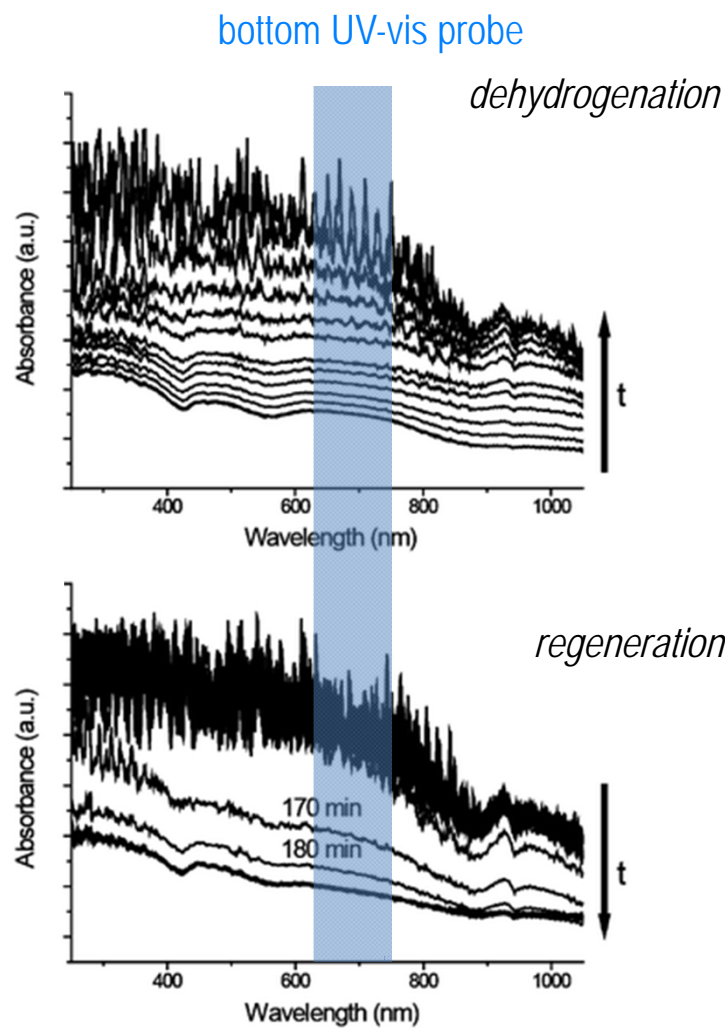 bottom UV-vis probe
dehydrogenation
Absorbance (a.u.)
t
400 600 800 1000
Wavelength (nm)
regeneration
Absorbance (a.u.)
170 min
180 min
t
400 600 800 1000
Wavelength (nm)